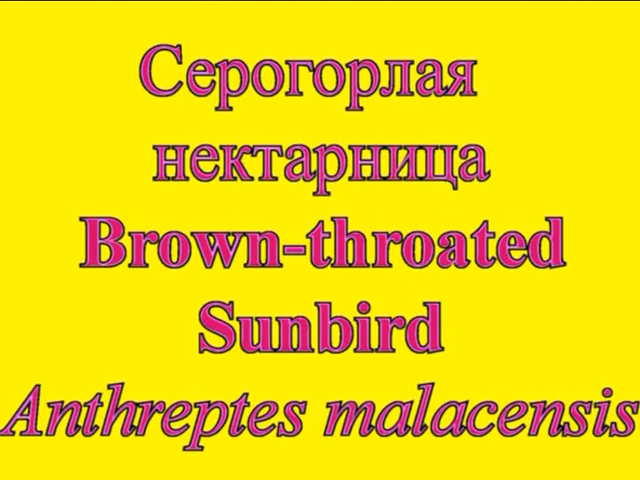 Серогорлая
нектарница
Brown-throated
Sunbird
Anthreptes malacensis